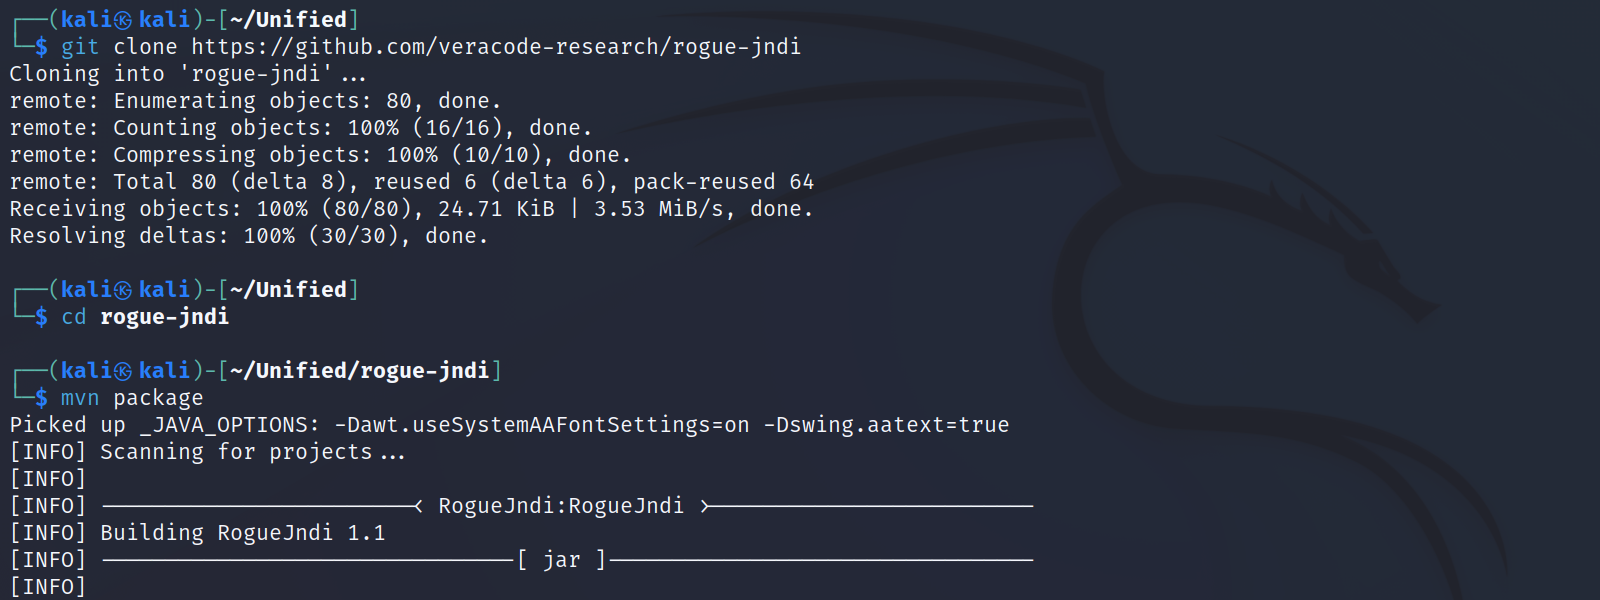 ┌──(kali㉿kali)-[~/Unified]
└─$ git clone https://github.com/veracode-research/rogue-jndi
Cloning into 'rogue-jndi'...
remote: Enumerating objects: 80, done.
remote: Counting objects: 100% (16/16), done.
remote: Compressing objects: 100% (10/10), done.
remote: Total 80 (delta 8), reused 6 (delta 6), pack-reused 64
Receiving objects: 100% (80/80), 24.71 KiB | 3.53 MiB/s, done.
Resolving deltas: 100% (30/30), done.
┌──(kali㉿kali)-[~/Unified]
└─$ cd rogue-jndi
┌──(kali㉿kali)-[~/Unified/rogue-jndi]
└─$ mvn package
Picked up _JAVA_OPTIONS: -Dawt.useSystemAAFontSettings=on -Dswing.aatext=true
[INFO] Scanning for projects...
[INFO]
[INFO] ------------------------< RogueJndi:RogueJndi >-------------------------
[INFO] Building RogueJndi 1.1
[INFO] --------------------------------[ jar ]---------------------------------
[INFO]